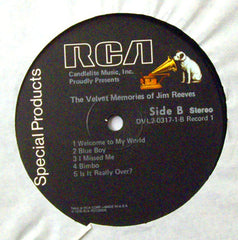 Special Products
RCA
Candlelite Music, Inc.
Proudly Presents
The Velvet Memories of Jim Reeves
Side B Stereo
DVL2-0317-1-B Record 1
1 Welcome to My World
2 Blue Boy
3 I Missed Me
4 Bimbo
5 Is It Really Over?